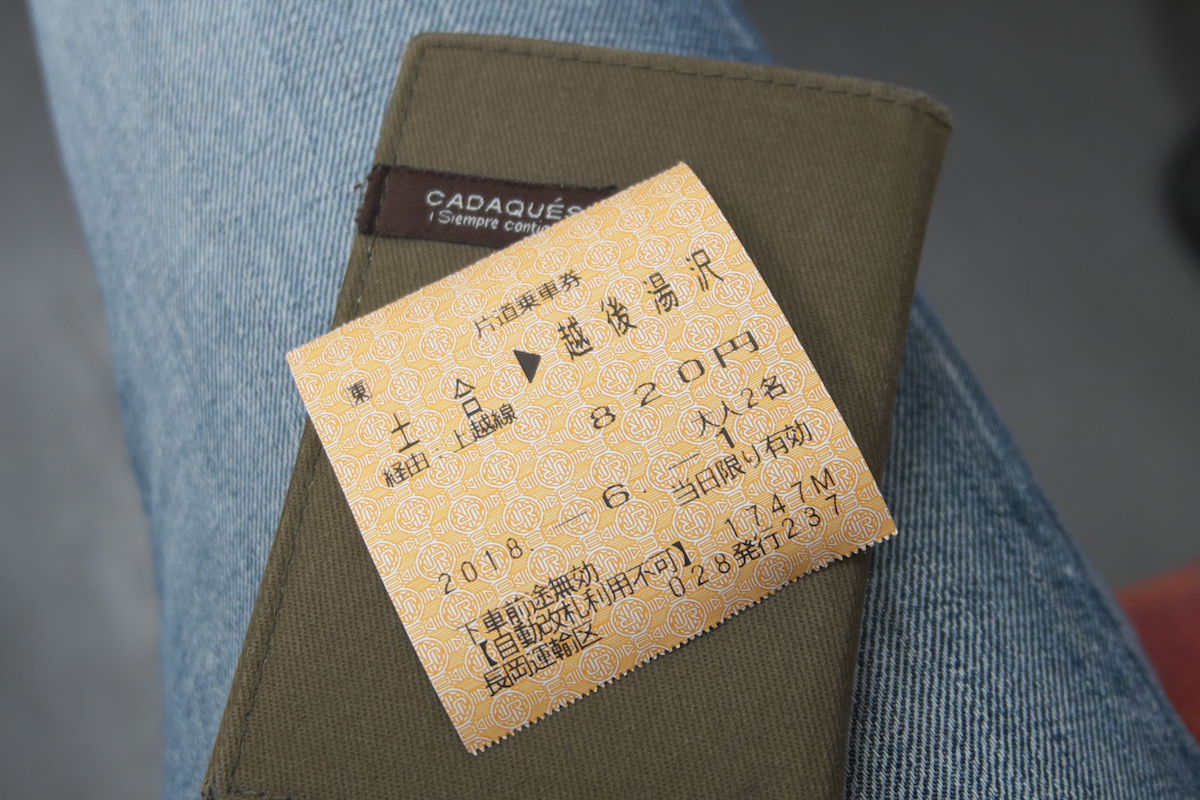 CADAQUÉS
¡Siempre
片道乗車券
東 土合 ▶ 越後湯沢
経由:上越線
820円
大人2名
2018.__6.__1
当日限り有効
下車前途無効
【自動改札利用不可】
1747M
長岡運輸区
028発行237